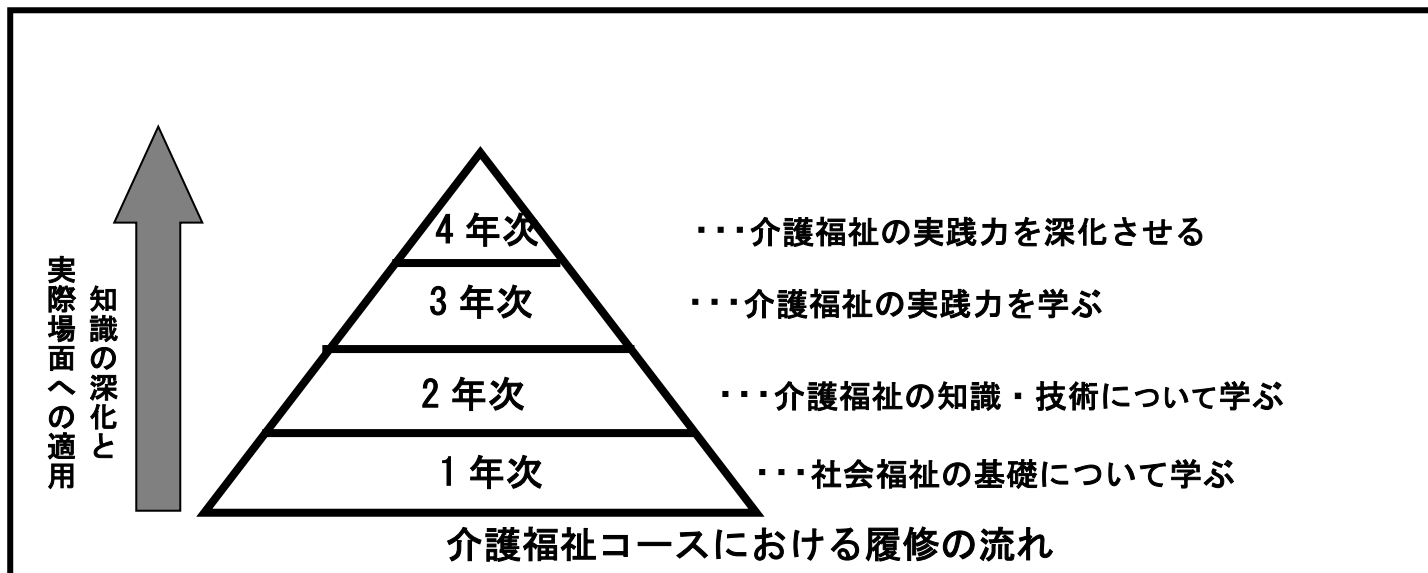 知識の深化と
実際場面への適用
4年次
・・・介護福祉の実践力を深化させる
3年次
・・・介護福祉の実践力を学ぶ
2年次
・・・介護福祉の知識・技術について学ぶ
1年次
・・・社会福祉の基礎について学ぶ
介護福祉コースにおける履修の流れ